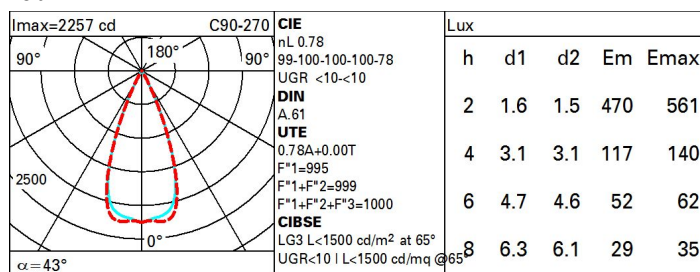 Imax=2257 cd C90-270
90° 180° 90°
2500
0°
α=43°
CIE
nL 0.78
99-100-100-100-78
UGR <10-<10
DIN
A.61
UTE
0.78A+0.00T
F"1=995
F"1+F"2=999
F"1+F"2+F"3=1000
CIBSE
LG3 L<1500 cd/m² at 65°
UGR<10 | L<1500 cd/mq @65°
Lux
h d1 d2 Em Emax
2 1.6 1.5 470 561
4 3.1 3.1 117 140
6 4.7 4.6 52 62
8 6.3 6.1 29 35